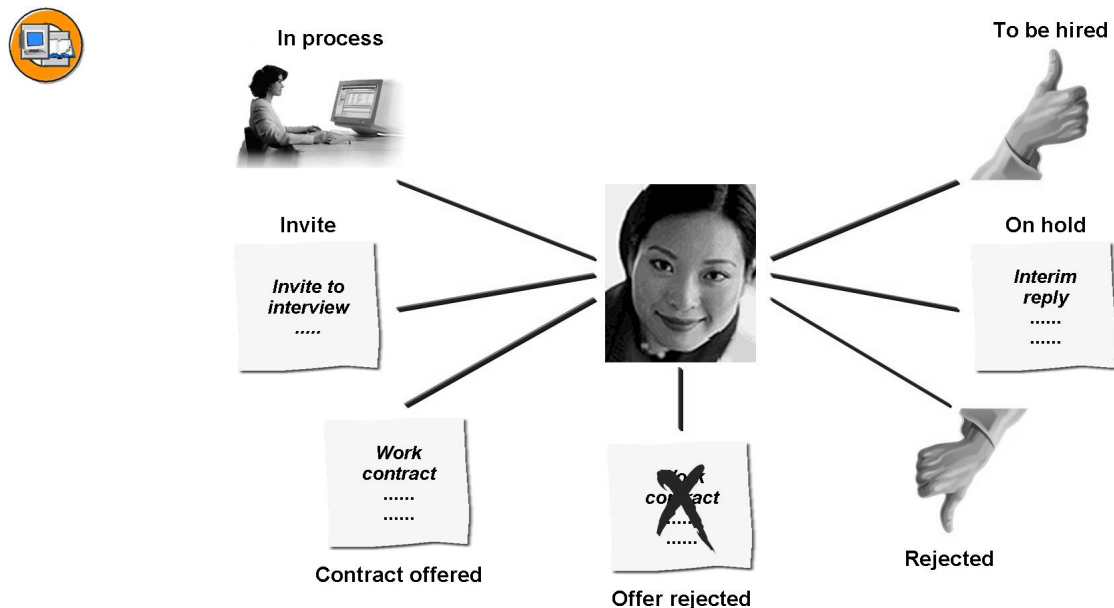 In process
To be hired
Invite
Invite to
interview
.....
On hold
Interim
reply
......
......
Work
contract
......
......
Contract offered
contract
......
Offer rejected
Rejected